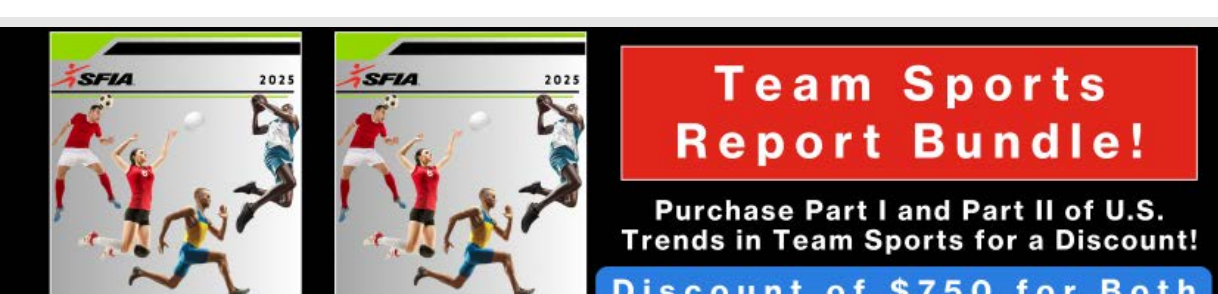 SFIA
2025
SFIA
2025
Team Sports
Report Bundle!
Purchase Part I and Part II of U.S.
Trends in Team Sports for a Discount!
Discount of $750 for Both